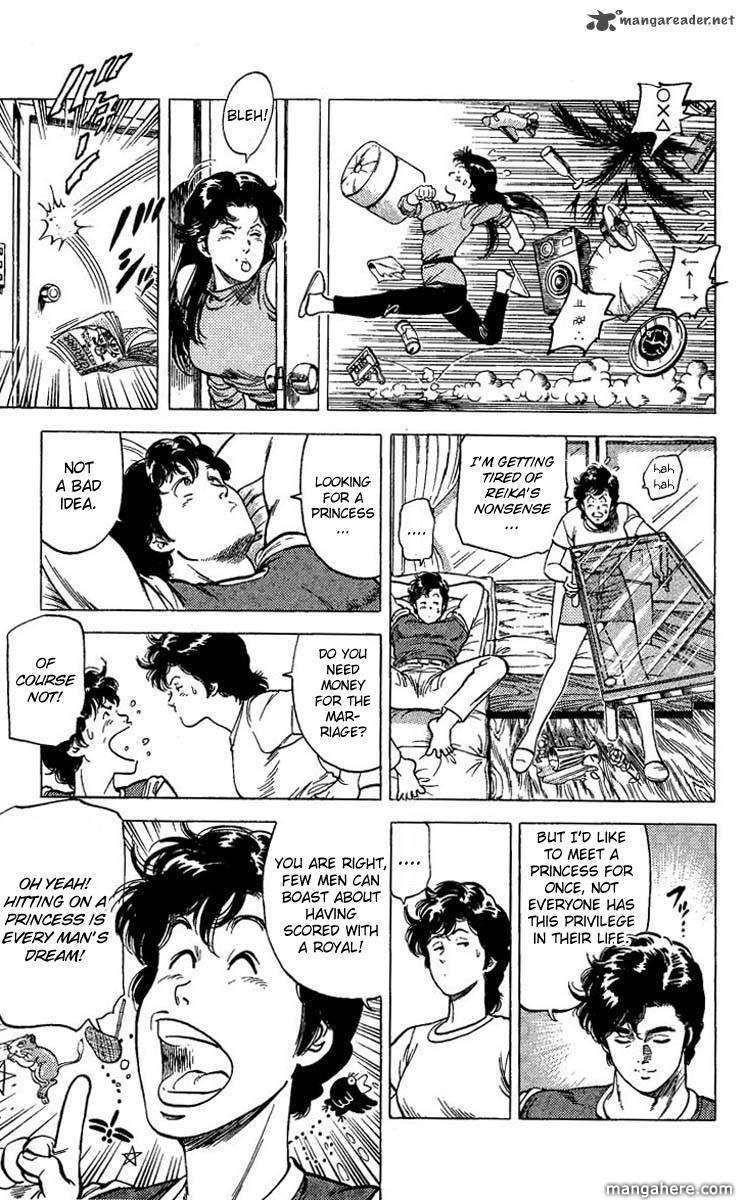 mangareader.net
○×△
BLEH!
I'M GETTING
TIRED OF
REIKA'S
NONSENSE
...
hah
hah
....
LOOKING
FOR A
PRINCESS
...
NOT
A BAD
IDEA.
DO YOU
NEED
MONEY
FOR THE
MAR-
RIAGE?
OF
COURSE
NOT!
BUT I'D LIKE
TO MEET A
PRINCESS FOR
ONCE, NOT
EVERYONE HAS
THIS PRIVILEGE
IN THEIR LIFE.
....
YOU ARE RIGHT,
FEW MEN CAN
BOAST ABOUT
HAVING
SCORED WITH
A ROYAL!
OH YEAH!
HITTING ON A
PRINCESS IS
EVERY MAN'S
DREAM!
mangahere.com